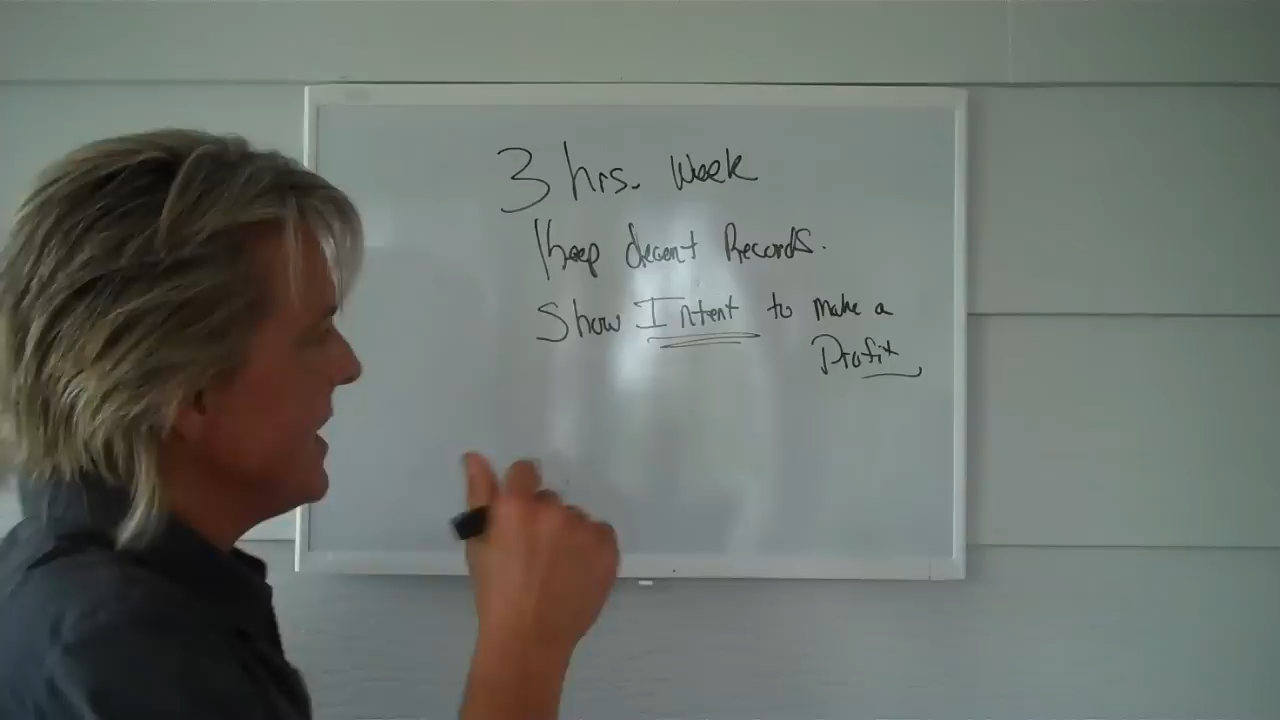 3 hrs. Week
Keep decent Records.
Show Intent to make a
Profit